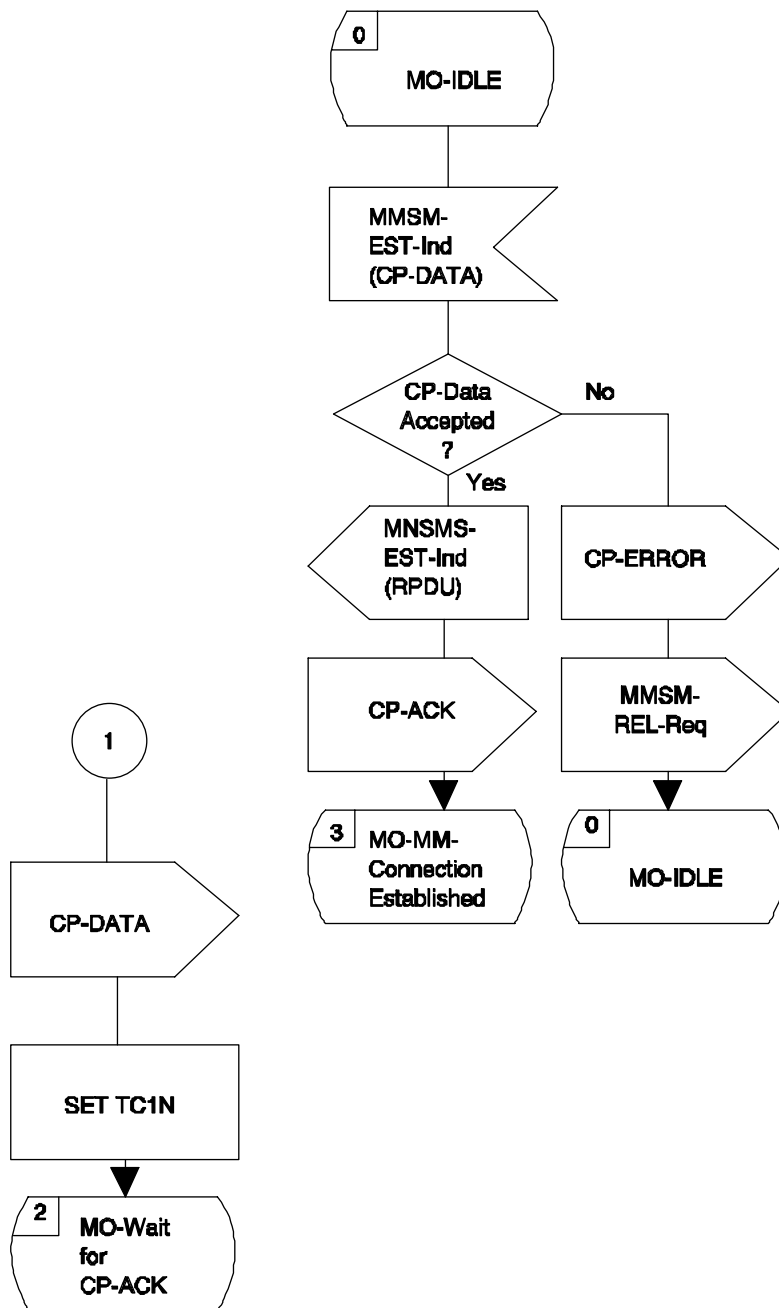 0
MO-IDLE
MMSM-
EST-Ind
(CP-DATA)
CP-Data
Accepted
?
No
Yes
MNSMS-
EST-Ind
(RPDU)
CP-ERROR
CP-ACK
MMSM-
REL-Req
1
3
MO-MM-
Connection
Established
0
MO-IDLE
CP-DATA
SET TC1N
2
MO-Wait
for
CP-ACK